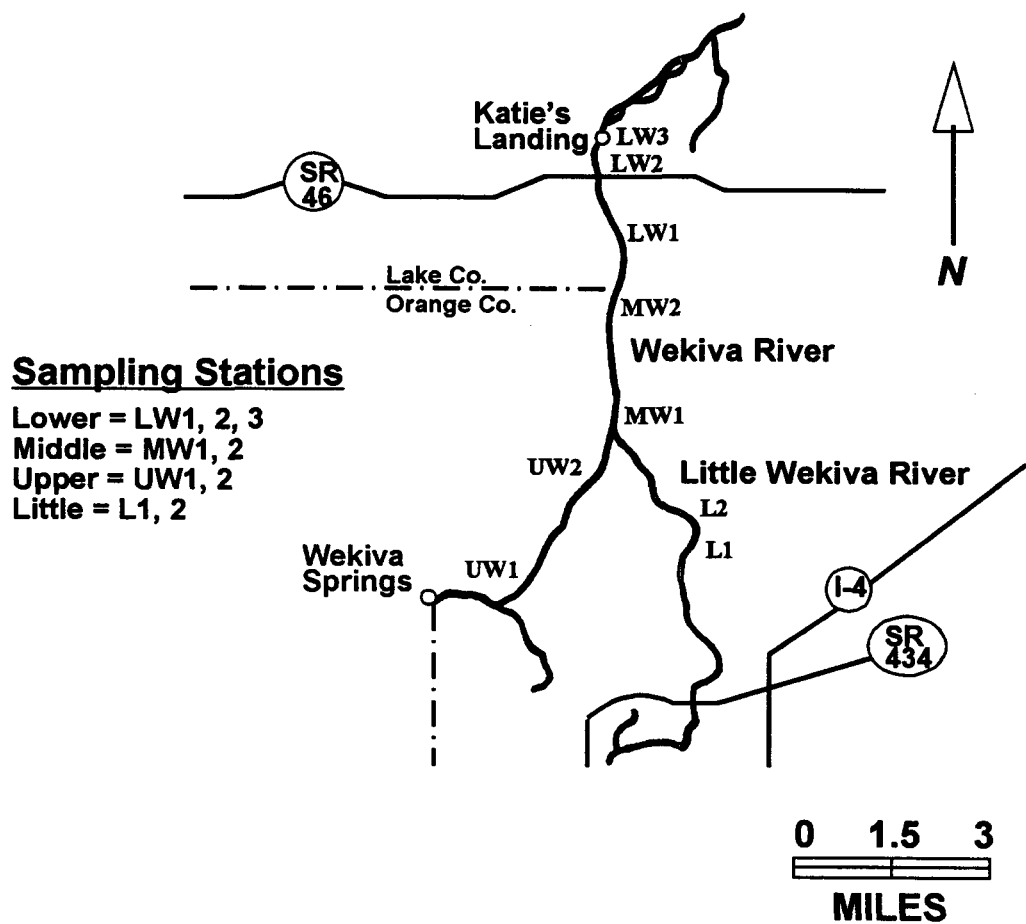 Katie's
Landing
LW3
LW2
SR
46
LW1
N
Lake Co.
Orange Co.
MW2
Wekiva River
Sampling Stations
Lower = LW1, 2, 3
Middle = MW1, 2
Upper = UW1, 2
Little = L1, 2
MW1
UW2
Little Wekiva River
L2
L1
Wekiva
Springs
UW1
I-4
SR
434
0 1.5 3
MILES